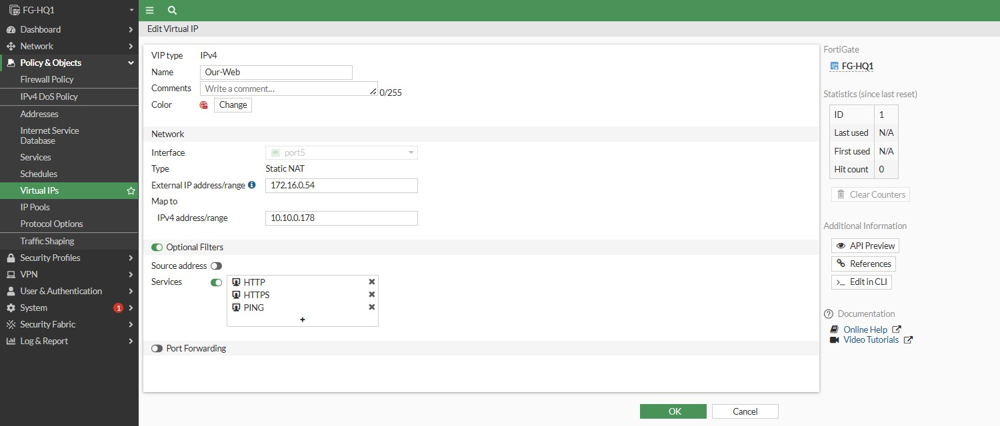 FG-HQ1
Dashboard
Network
Policy & Objects
Firewall Policy
IPv4 DoS Policy
Addresses
Internet Service
Database
Services
Schedules
Virtual IPs
IP Pools
Protocol Options
Traffic Shaping
Security Profiles
VPN
User & Authentication
System 1
Security Fabric
Log & Report
Edit Virtual IP
VIP type IPv4
Name Our-Web
Comments Write a comment... 0/255
Color Change
Network
Interface port5
Type Static NAT
External IP address/range 172.16.0.54
Map to
IPv4 address/range 10.10.0.178
Optional Filters
Source address
Services HTTP
HTTPS
PING
+
Port Forwarding
OK Cancel
FortiGate
FG-HQ1
Statistics (since last reset)
ID 1
Last used N/A
First used N/A
Hit count 0
Clear Counters
Additional Information
API Preview
References
>_ Edit in CLI
Documentation
Online Help
Video Tutorials